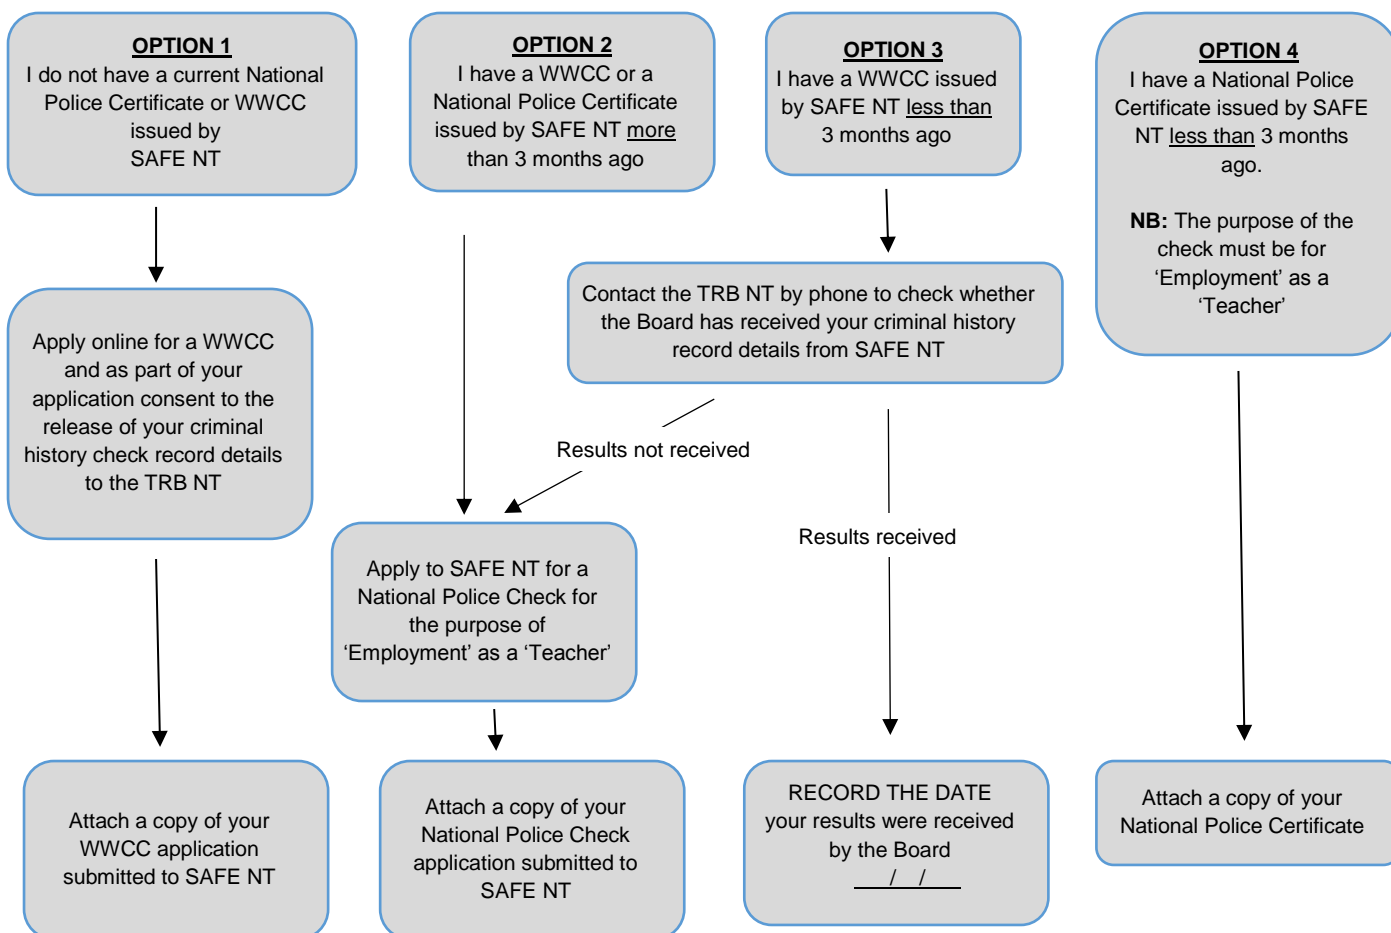 OPTION 1
I do not have a current National
Police Certificate or WWCC
issued by
SAFE NT
OPTION 2
I have a WWCC or a
National Police Certificate
issued by SAFE NT more
than 3 months ago
OPTION 3
I have a WWCC issued
by SAFE NT less than
3 months ago
OPTION 4
I have a National Police
Certificate issued by SAFE
NT less than 3 months
ago.
NB: The purpose of the
check must be for
‘Employment’ as a
‘Teacher’
Apply online for a WWCC
and as part of your
application consent to the
release of your criminal
history check record details
to the TRB NT
Contact the TRB NT by phone to check whether
the Board has received your criminal history
record details from SAFE NT
Results not received
Results received
Apply to SAFE NT for a
National Police Check for
the purpose of
‘Employment’ as a ‘Teacher’
Attach a copy of your
WWCC application
submitted to SAFE NT
Attach a copy of your
National Police Check
application submitted to
SAFE NT
RECORD THE DATE
your results were received
by the Board
___/___/___
Attach a copy of your
National Police Certificate